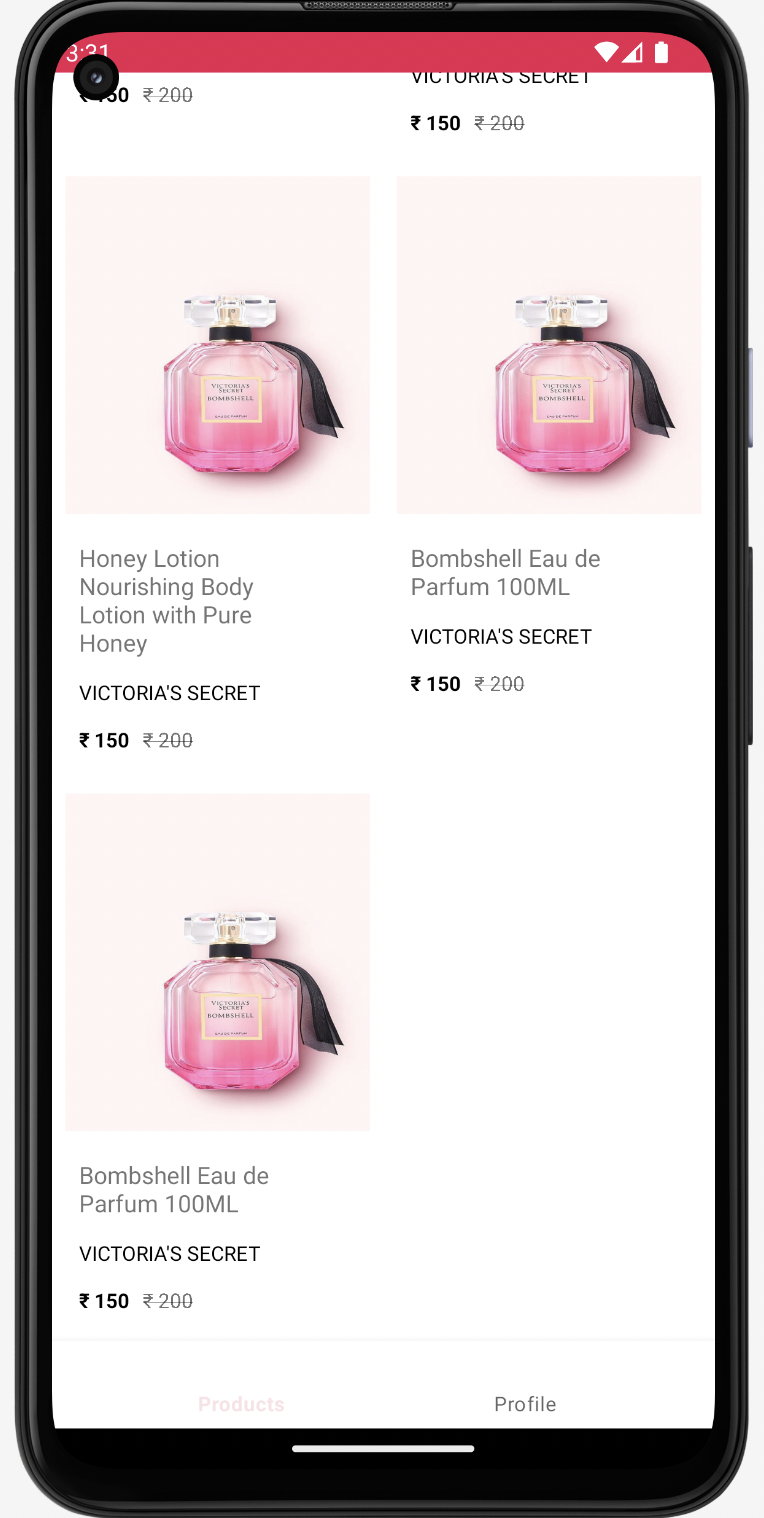 3:31
₹ 150 ₹ 200
VICTORIA'S SECRET
₹ 150 ₹ 200
VICTORIA'S
SECRET
BOMBSHELL
EAU DE PARFUM
VICTORIA'S
SECRET
BOMBSHELL
EAU DE PARFUM
Honey Lotion
Nourishing Body
Lotion with Pure
Honey
VICTORIA'S SECRET
₹ 150 ₹ 200
Bombshell Eau de
Parfum 100ML
VICTORIA'S SECRET
₹ 150 ₹ 200
VICTORIA'S
SECRET
BOMBSHELL
EAU DE PARFUM
Bombshell Eau de
Parfum 100ML
VICTORIA'S SECRET
₹ 150 ₹ 200
Products
Profile